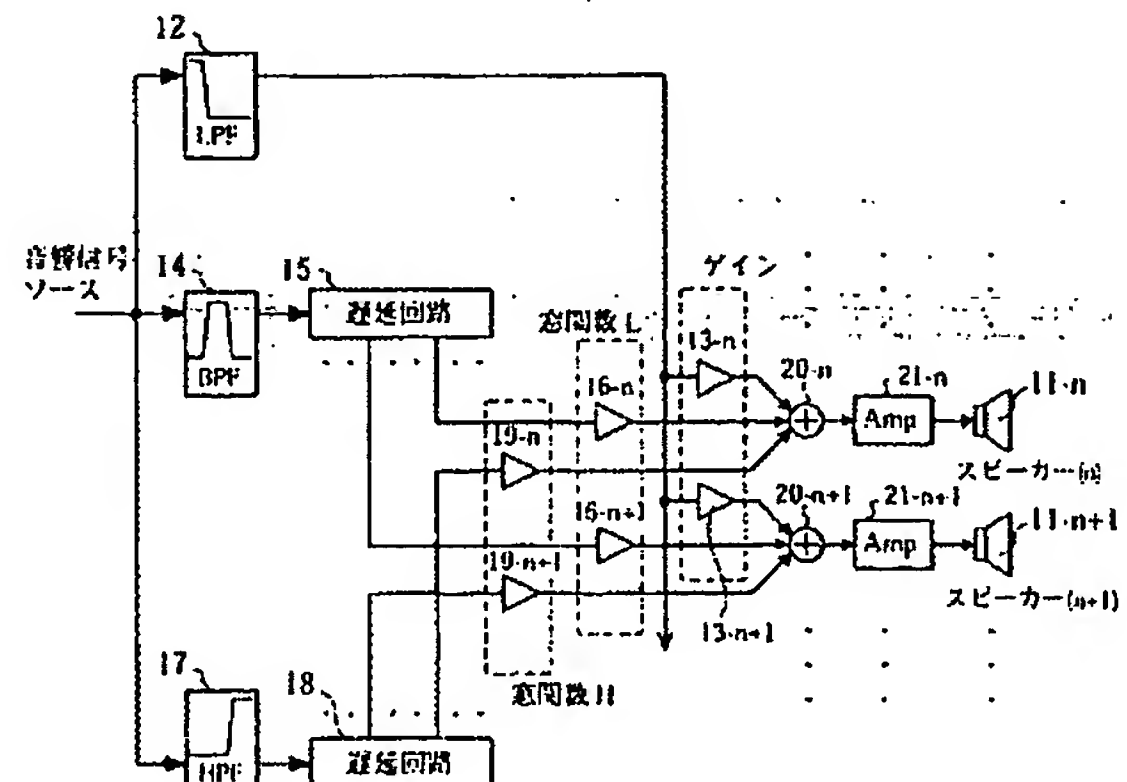 12
LPF
音響信号
ソース
14
BPF
15
遅延回路
窓関数 L
ゲイン
13-n
16-n
19-n
20-n
21-n
Amp
11-n
スピーカー(n)
16-n+1
20-n+1
21-n+1
Amp
11-n+1
19-n+1
スピーカー(n+1)
13-n+1
窓関数 H
17
HPF
18
遅延回路